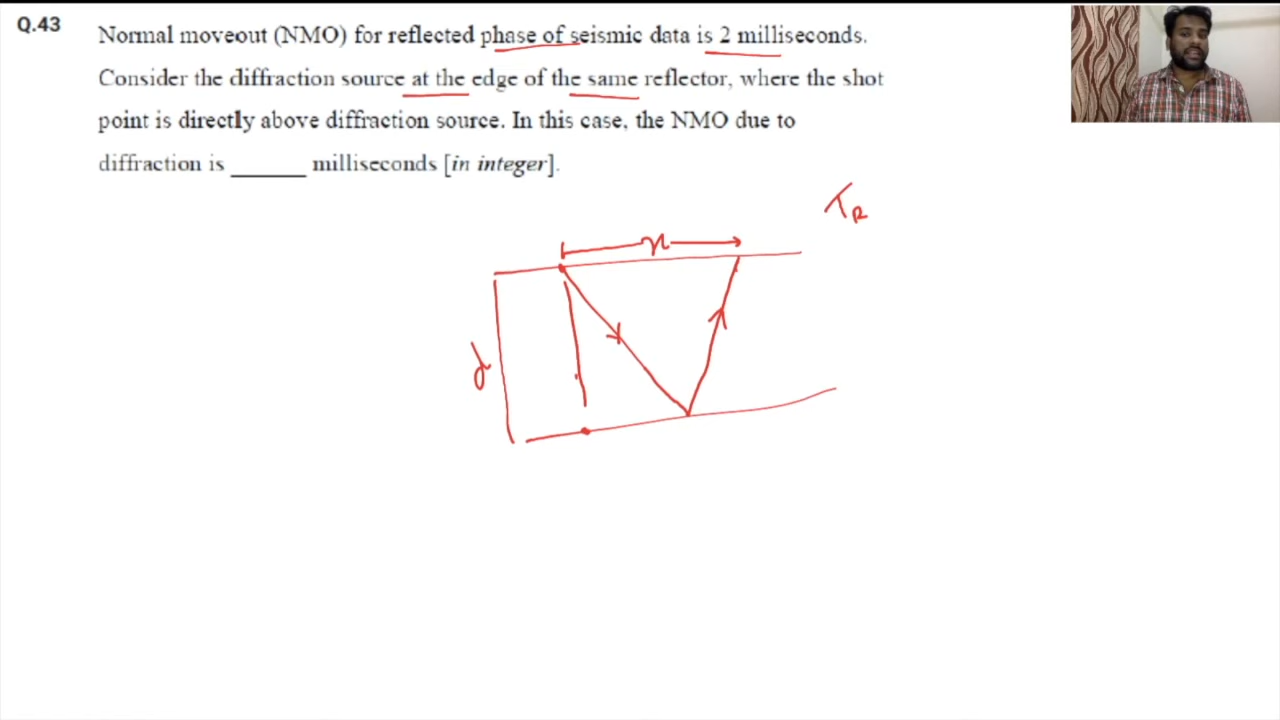 Q.43
Normal moveout (NMO) for reflected phase of seismic data is 2 milliseconds.
Consider the diffraction source at the edge of the same reflector, where the shot
point is directly above diffraction source. In this case, the NMO due to
diffraction is ______ milliseconds [in integer].
T_R
x
d